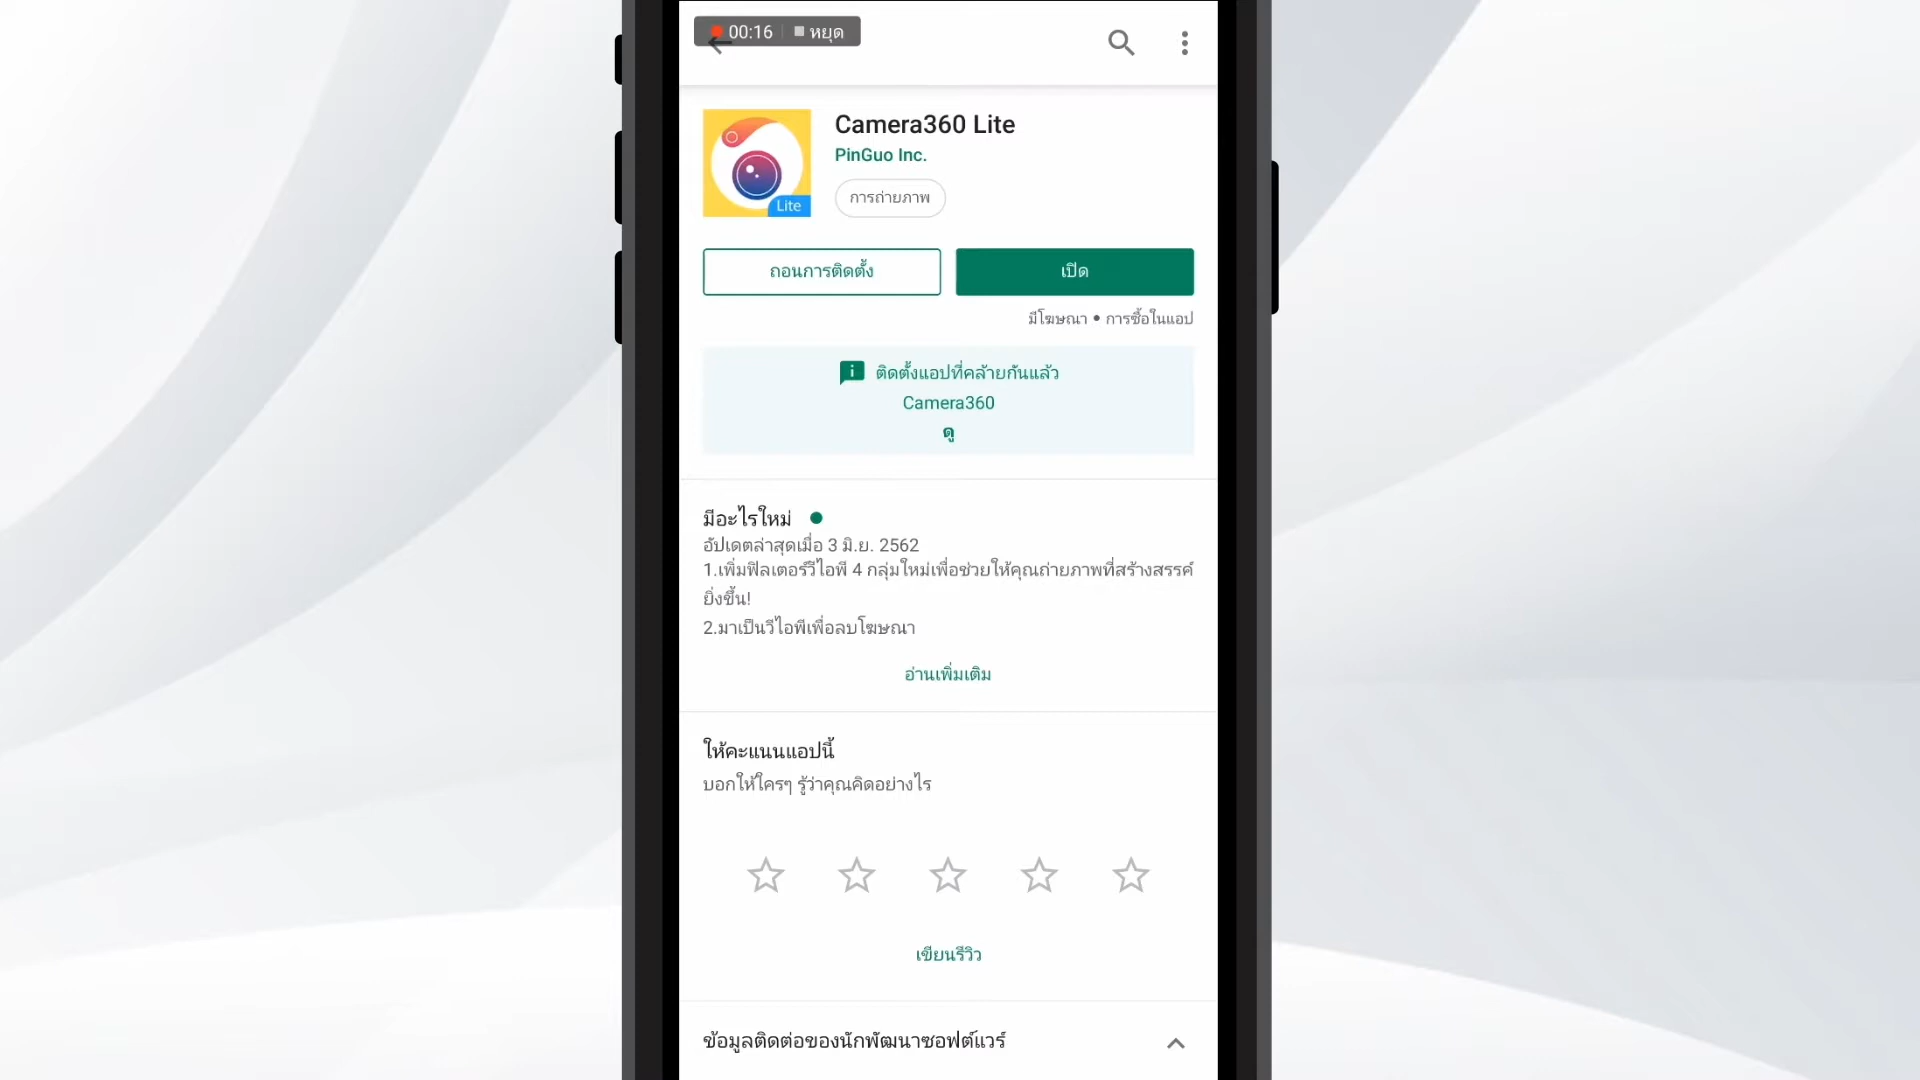 00:16 หยุด
Camera360 Lite
PinGuo Inc.
Lite
การถ่ายภาพ
ถอนการติดตั้ง เปิด
มีโฆษณา • การซื้อในแอป
ติดตั้งแอปที่คล้ายกันแล้ว
Camera360
ดู
มีอะไรใหม่
อัปเดตล่าสุดเมื่อ 3 มิ.ย. 2562
1.เพิ่มฟิลเตอร์วีไอพี 4 กลุ่มใหม่เพื่อช่วยให้คุณถ่ายภาพที่สร้างสรรค์
ยิ่งขึ้น!
2.มาเป็นวีไอพีเพื่อลบโฆษณา
อ่านเพิ่มเติม
ให้คะแนนแอปนี้
บอกให้ใครๆ รู้ว่าคุณคิดอย่างไร
เขียนรีวิว
ข้อมูลติดต่อของนักพัฒนาซอฟต์แวร์